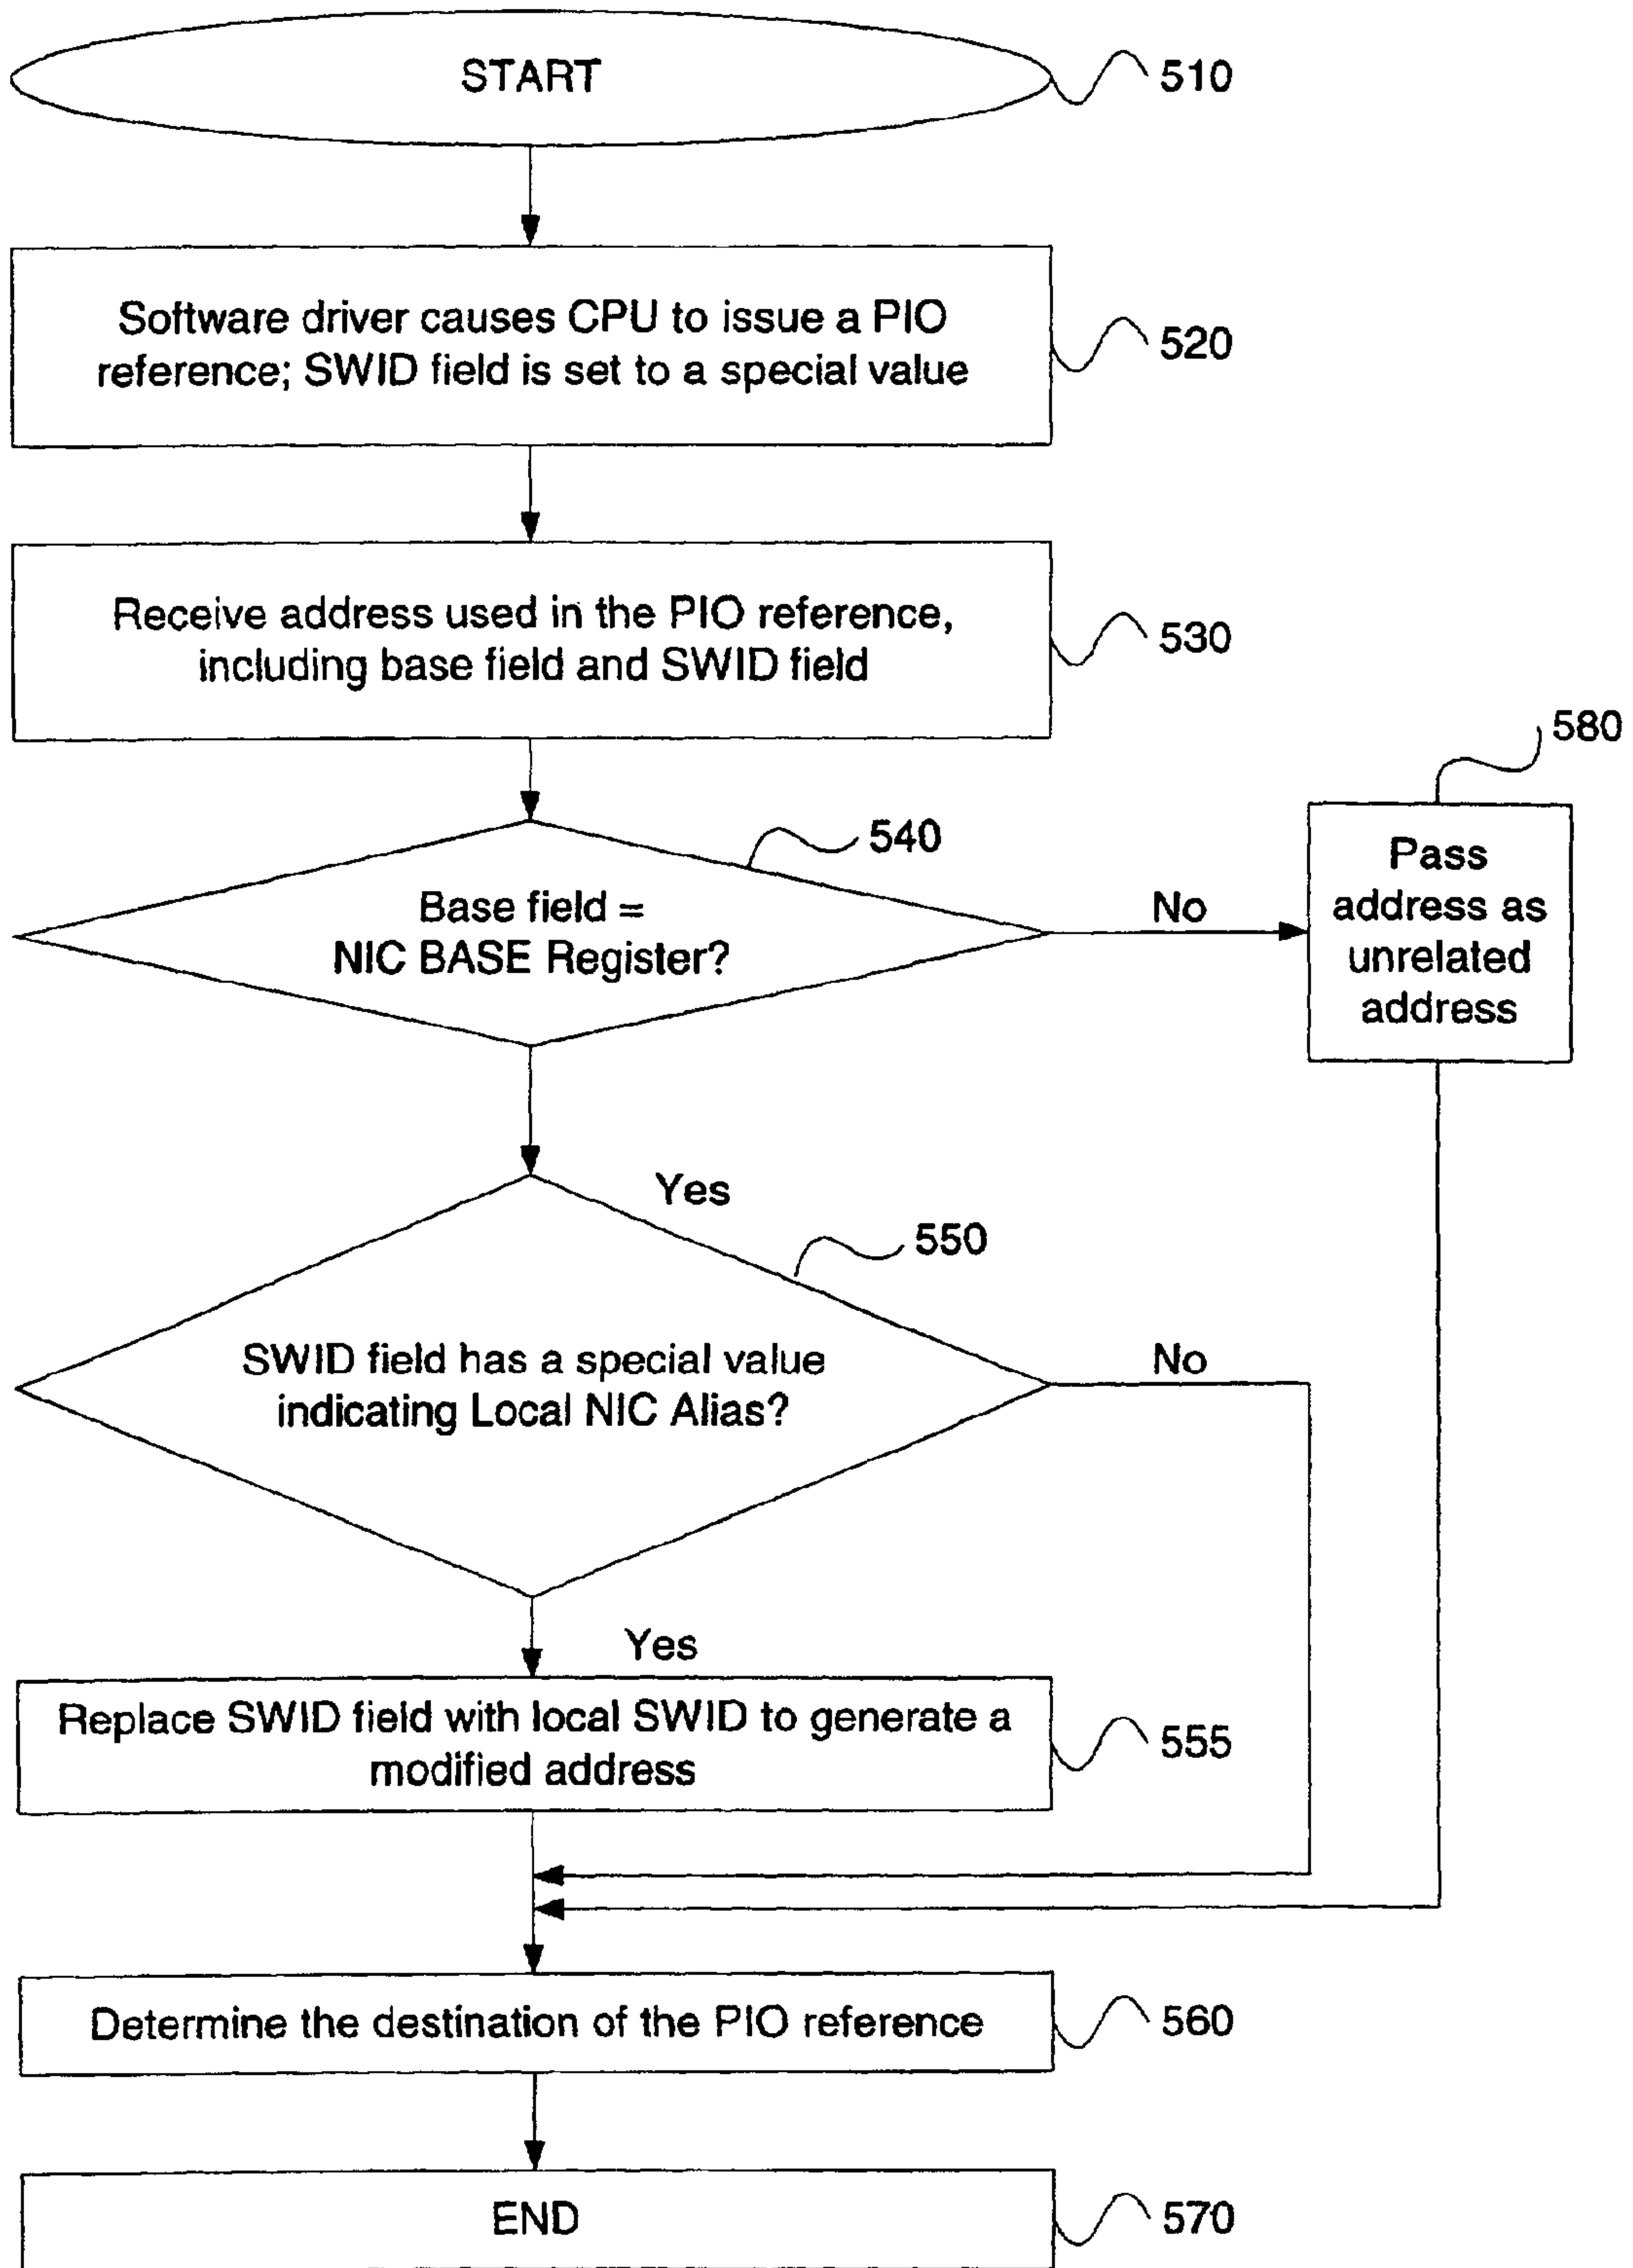 START
510
Software driver causes CPU to issue a PIO
reference; SWID field is set to a special value
520
Receive address used in the PIO reference,
including base field and SWID field
530
580
540
Base field =
NIC BASE Register?
No
Pass
address as
unrelated
address
Yes
550
SWID field has a special value
indicating Local NIC Alias?
No
Yes
Replace SWID field with local SWID to generate a
modified address
555
Determine the destination of the PIO reference
560
END
570